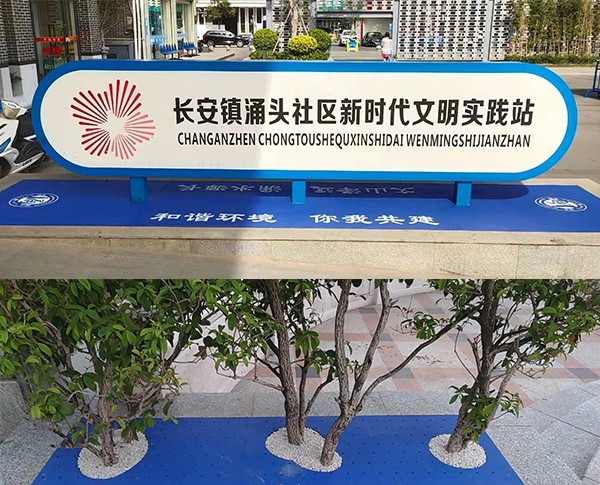 长安镇涌头社区新时代文明实践站
CHANGANZHEN CHONGTOUSHEQUXINSHIDAI WENMINGSHIJIANZHAN
和谐环境 你我共建